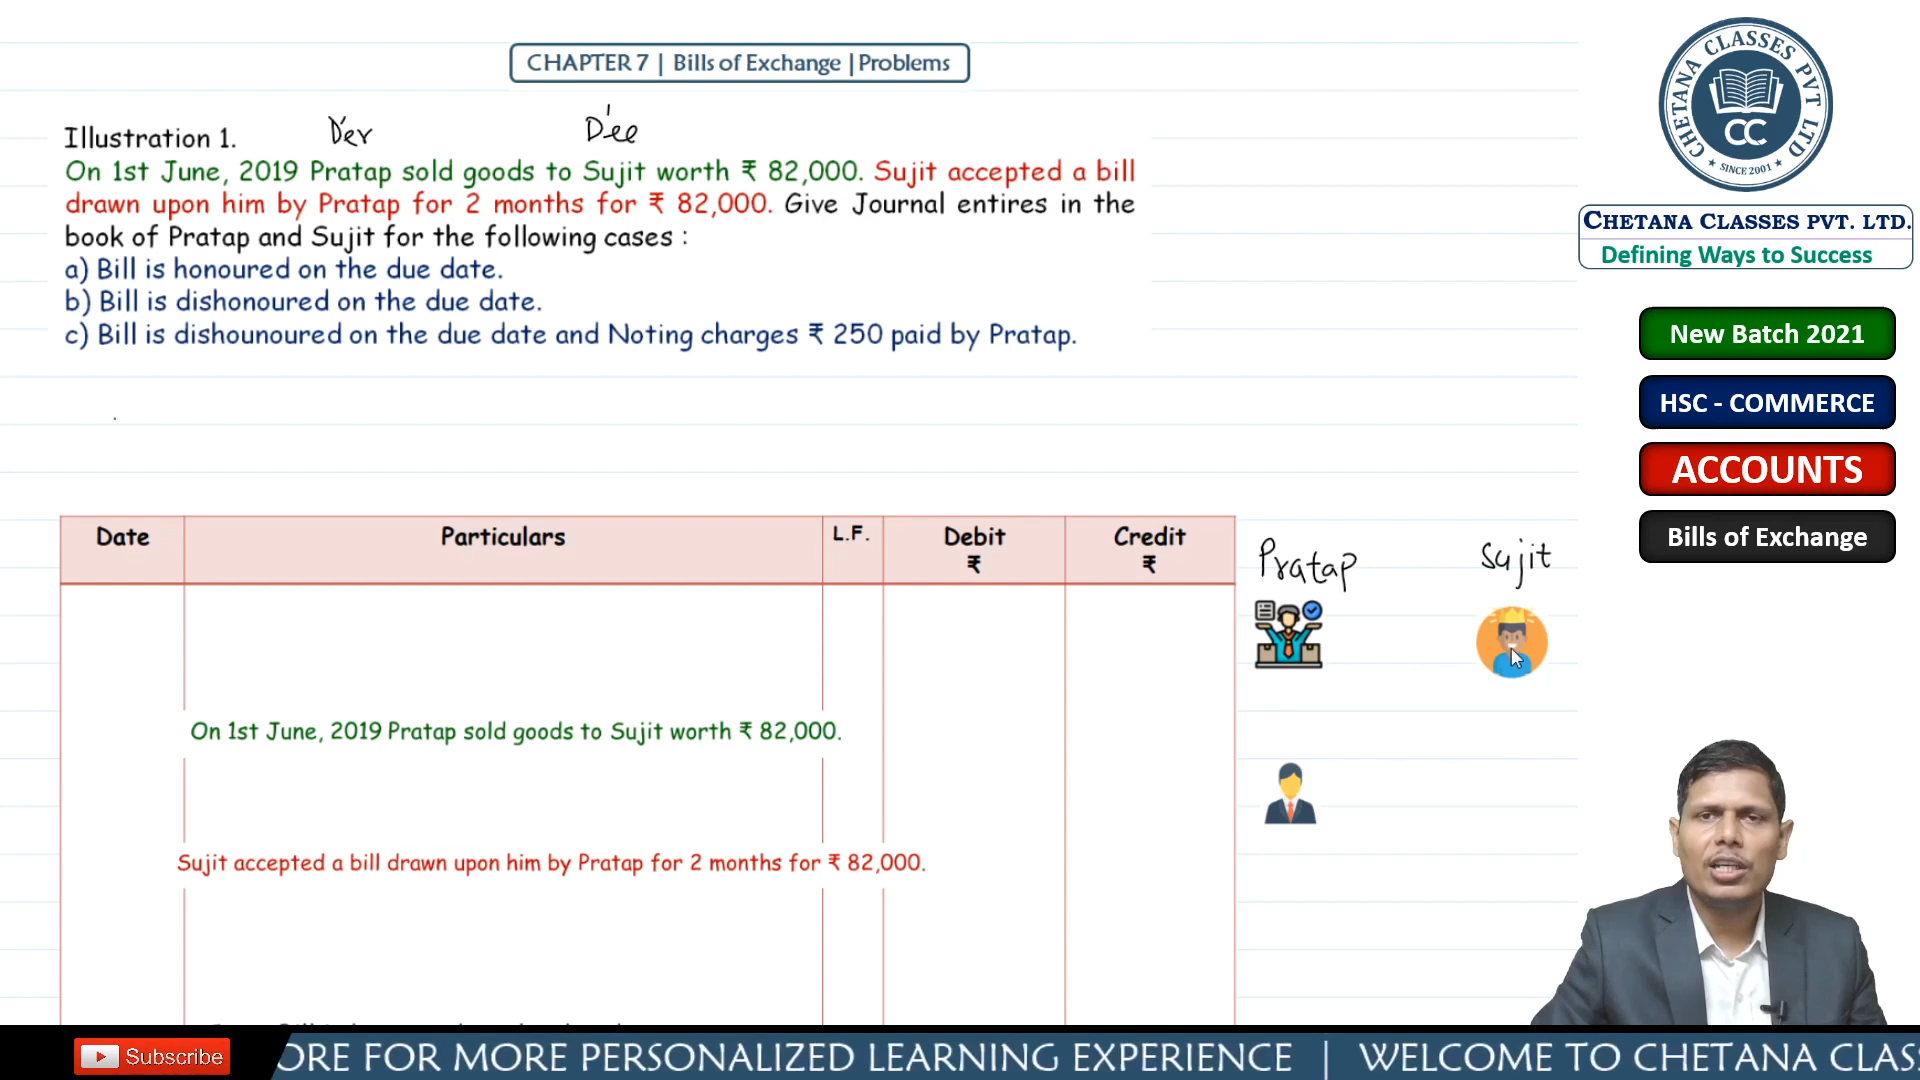 CHAPTER 7 | Bills of Exchange | Problems
D'er
D'ee
Illustration 1.
On 1st June, 2019 Pratap sold goods to Sujit worth ₹ 82,000. Sujit accepted a bill
drawn upon him by Pratap for 2 months for ₹ 82,000. Give Journal entires in the
book of Pratap and Sujit for the following cases :
a) Bill is honoured on the due date.
b) Bill is dishonoured on the due date.
c) Bill is dishounoured on the due date and Noting charges ₹ 250 paid by Pratap.
Date
Particulars
L.F.
Debit
₹
Credit
₹
Pratap
Sujit
On 1st June, 2019 Pratap sold goods to Sujit worth ₹ 82,000.
Sujit accepted a bill drawn upon him by Pratap for 2 months for ₹ 82,000.
CHETANA CLASSES PVT LTD
CC
★ SINCE 2001 ★
CHETANA CLASSES PVT. LTD.
Defining Ways to Success
New Batch 2021
HSC - COMMERCE
ACCOUNTS
Bills of Exchange
Subscribe
ORE FOR MORE PERSONALIZED LEARNING EXPERIENCE | WELCOME TO CHETANA CLAS